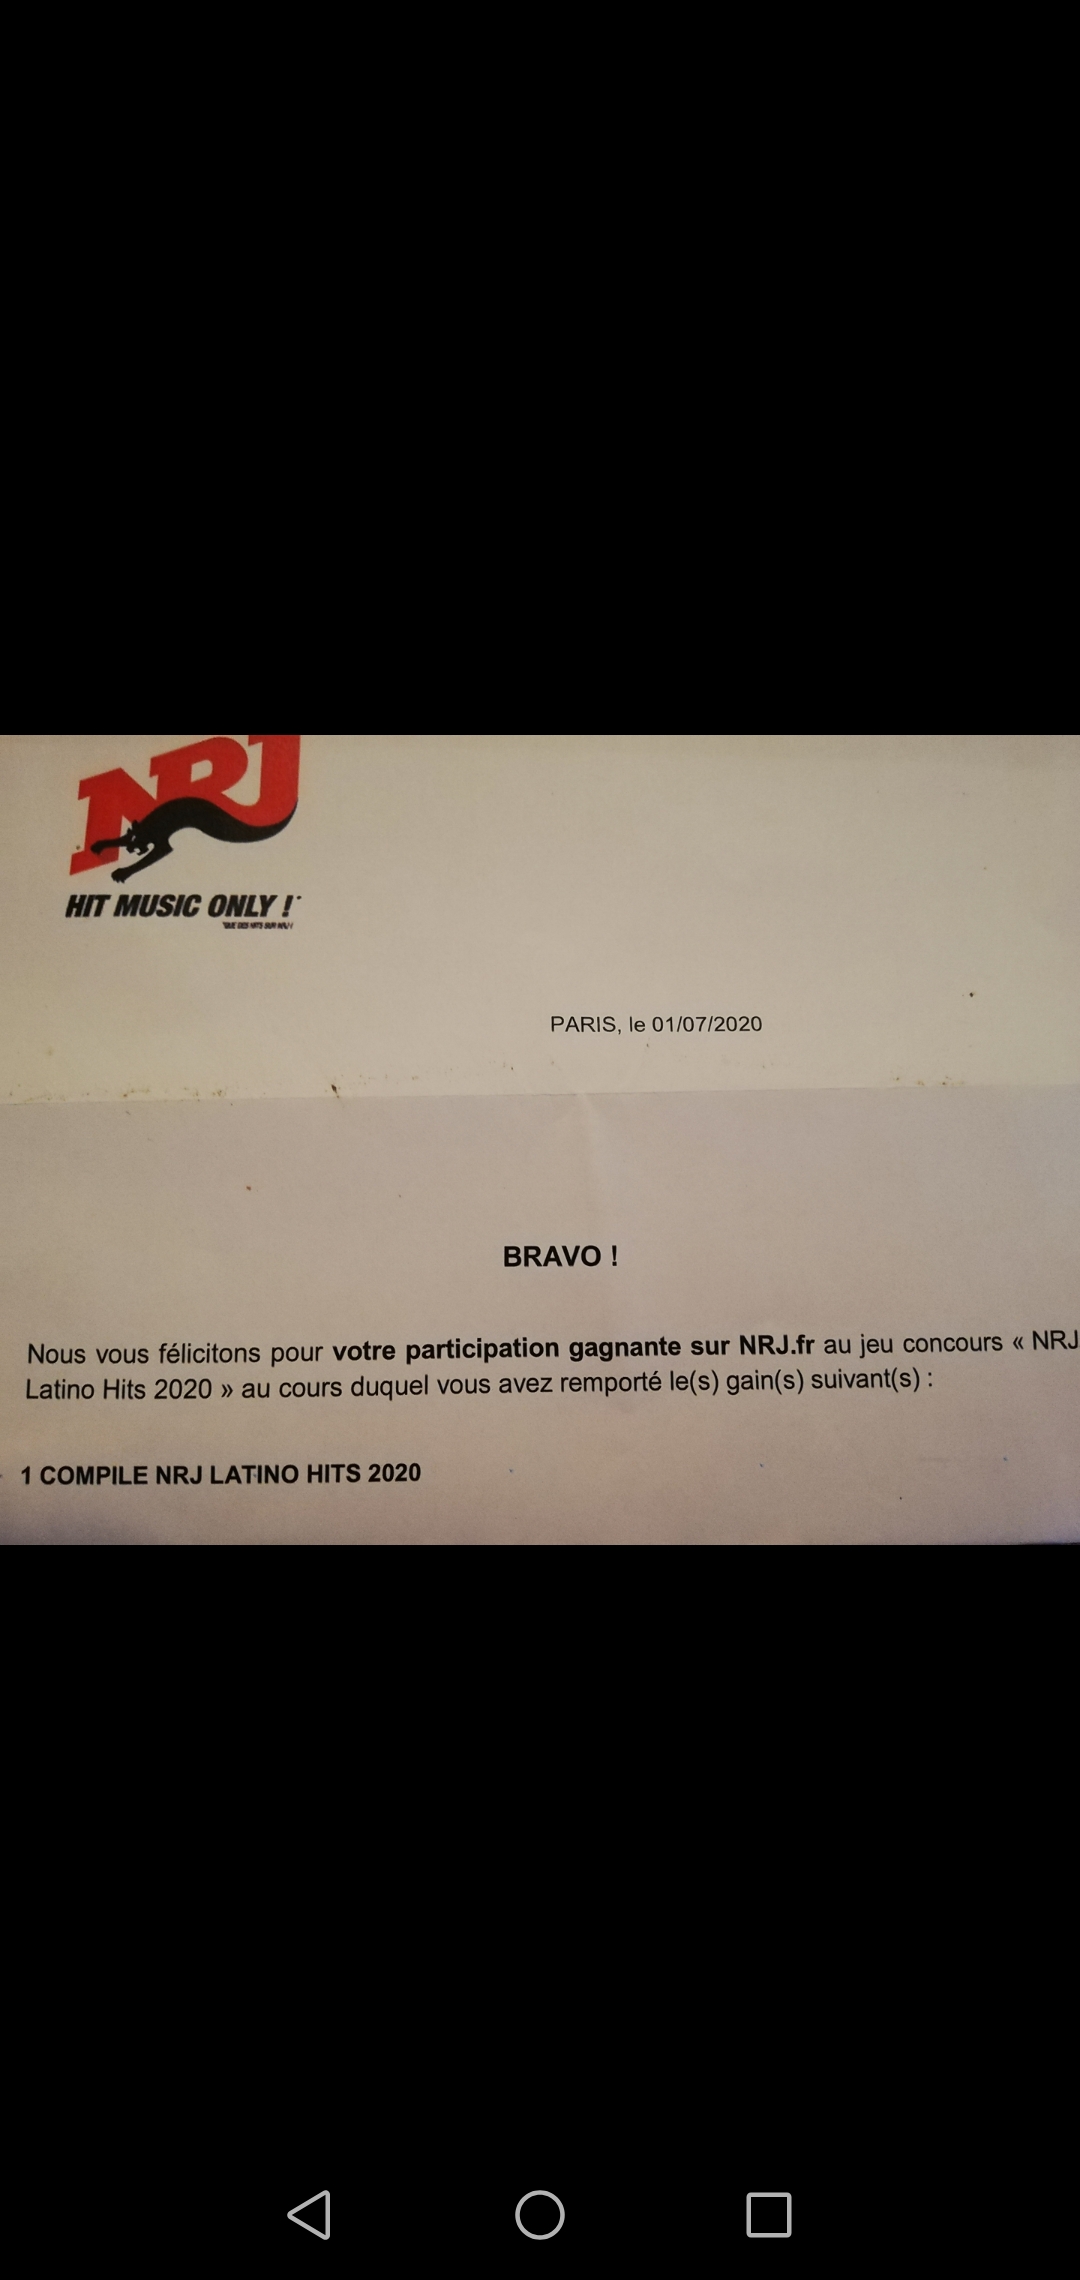 NRJ
HIT MUSIC ONLY !*
PARIS, le 01/07/2020
BRAVO !
Nous vous félicitons pour votre participation gagnante sur NRJ.fr au jeu concours « NRJ
Latino Hits 2020 » au cours duquel vous avez remporté le(s) gain(s) suivant(s) :
1 COMPILE NRJ LATINO HITS 2020